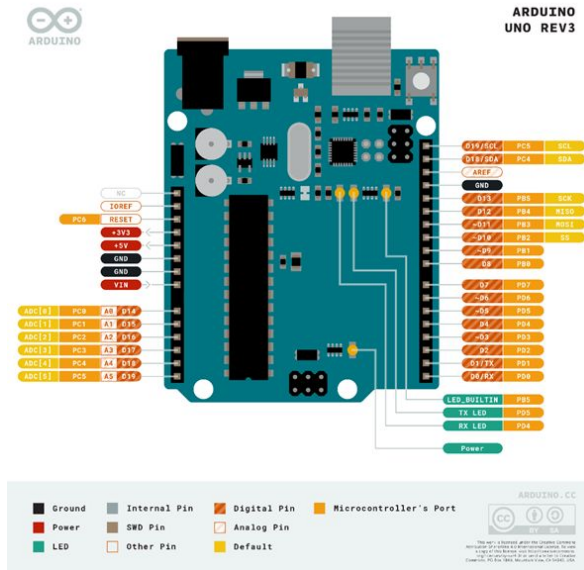 ARDUINO
ARDUINO
UNO REV3
NC
IOREF
PC6 RESET
+3V3
+5V
GND
GND
VIN
ADC[0] PC0 A0 D14
ADC[1] PC1 A1 D15
ADC[2] PC2 A2 D16
ADC[3] PC3 A3 D17
ADC[4] PC4 A4 D18
ADC[5] PC5 A5 D19
D19/SCL PC5 SCL
D18/SDA PC4 SDA
AREF
GND
~D13 PB5 SCK
~D12 PB4 MISO
~D11 PB3 MOSI
~D10 PB2 SS
~D9 PB1
D8 PB0
~D7 PD7
~D6 PD6
~D5 PD5
D4 PD4
~D3 PD3
D2 PD2
D1/TX PD1
D0/RX PD0
LED_BUILTIN PB5
TX LED PD5
RX LED PD4
Power
Ground
Internal Pin
Digital Pin
Microcontroller's Port
Power
SWD Pin
Analog Pin
LED
Other Pin
Default
ARDUINO.CC
CC
BY SA